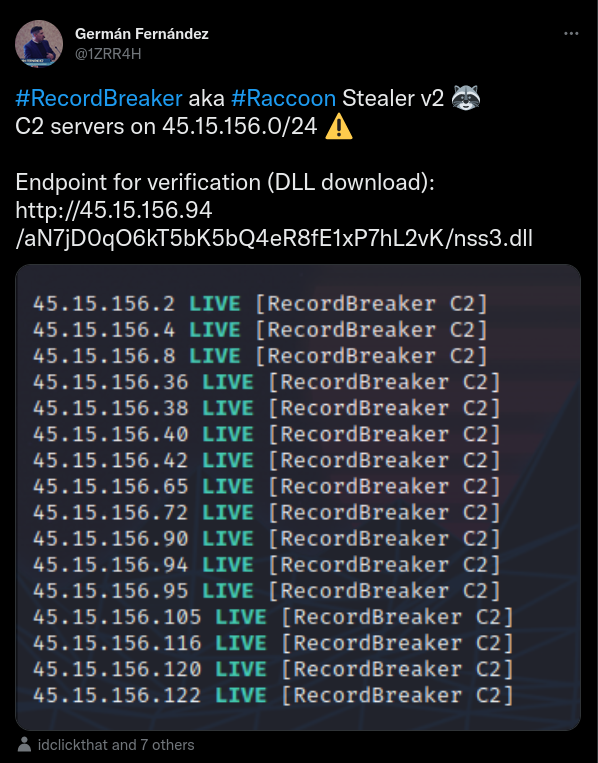 Germán Fernández
@1ZRR4H
#RecordBreaker aka #Raccoon Stealer v2 🦝
C2 servers on 45.15.156.0/24 ⚠️
Endpoint for verification (DLL download):
http://45.15.156.94
/aN7jD0qO6kT5bK5bQ4eR8fE1xP7hL2vK/nss3.dll
45.15.156.2 LIVE [RecordBreaker C2]
45.15.156.4 LIVE [RecordBreaker C2]
45.15.156.8 LIVE [RecordBreaker C2]
45.15.156.36 LIVE [RecordBreaker C2]
45.15.156.38 LIVE [RecordBreaker C2]
45.15.156.40 LIVE [RecordBreaker C2]
45.15.156.42 LIVE [RecordBreaker C2]
45.15.156.65 LIVE [RecordBreaker C2]
45.15.156.72 LIVE [RecordBreaker C2]
45.15.156.90 LIVE [RecordBreaker C2]
45.15.156.94 LIVE [RecordBreaker C2]
45.15.156.95 LIVE [RecordBreaker C2]
45.15.156.105 LIVE [RecordBreaker C2]
45.15.156.116 LIVE [RecordBreaker C2]
45.15.156.120 LIVE [RecordBreaker C2]
45.15.156.122 LIVE [RecordBreaker C2]
idclickthat and 7 others